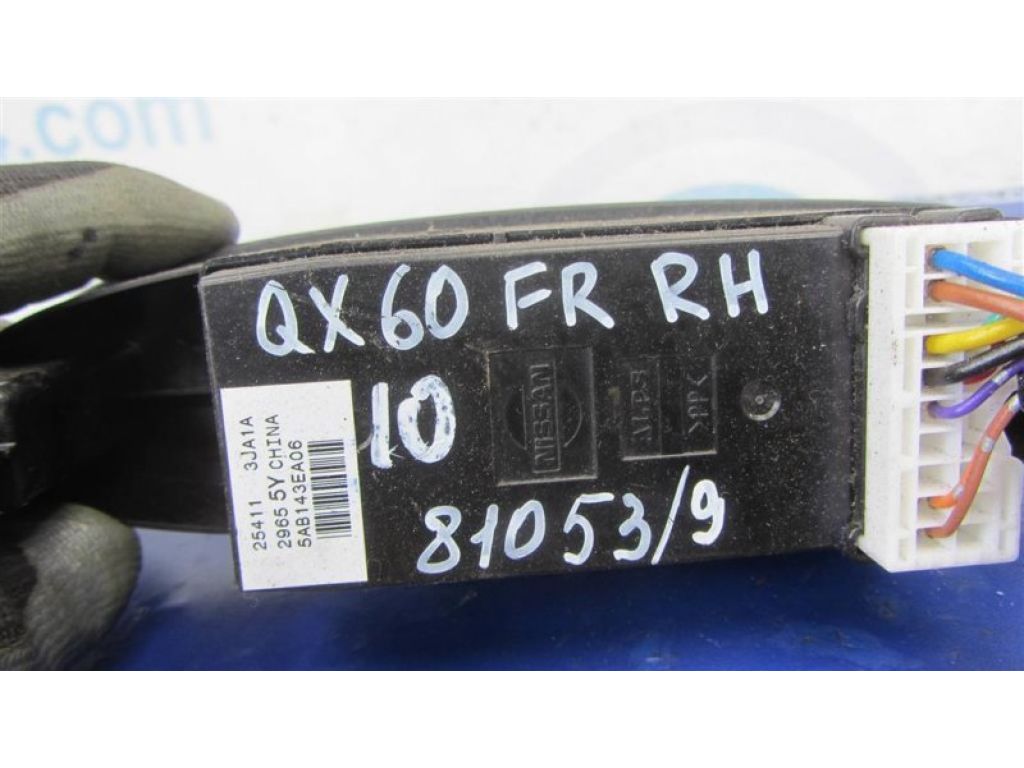 .com
QX60 FR RH
10
NISSAN
ALPS
>PP<
25411 3JA1A
2965 5Y CHINA
5AB143EA06
81053/9